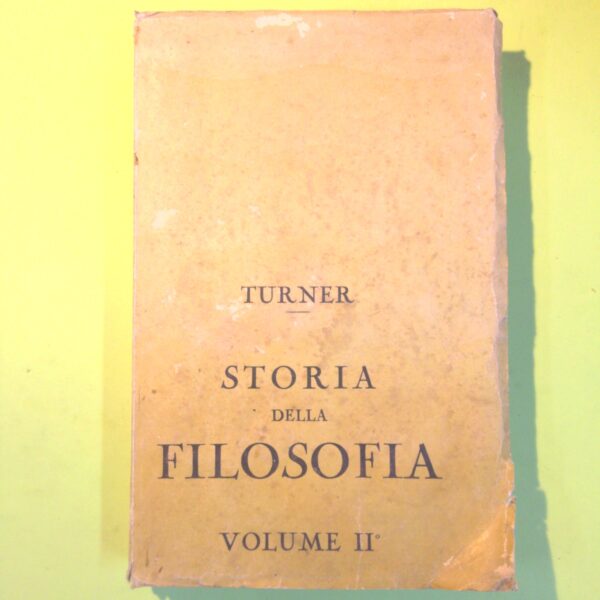 TURNER
STORIA
DELLA
FILOSOFIA
VOLUME II°